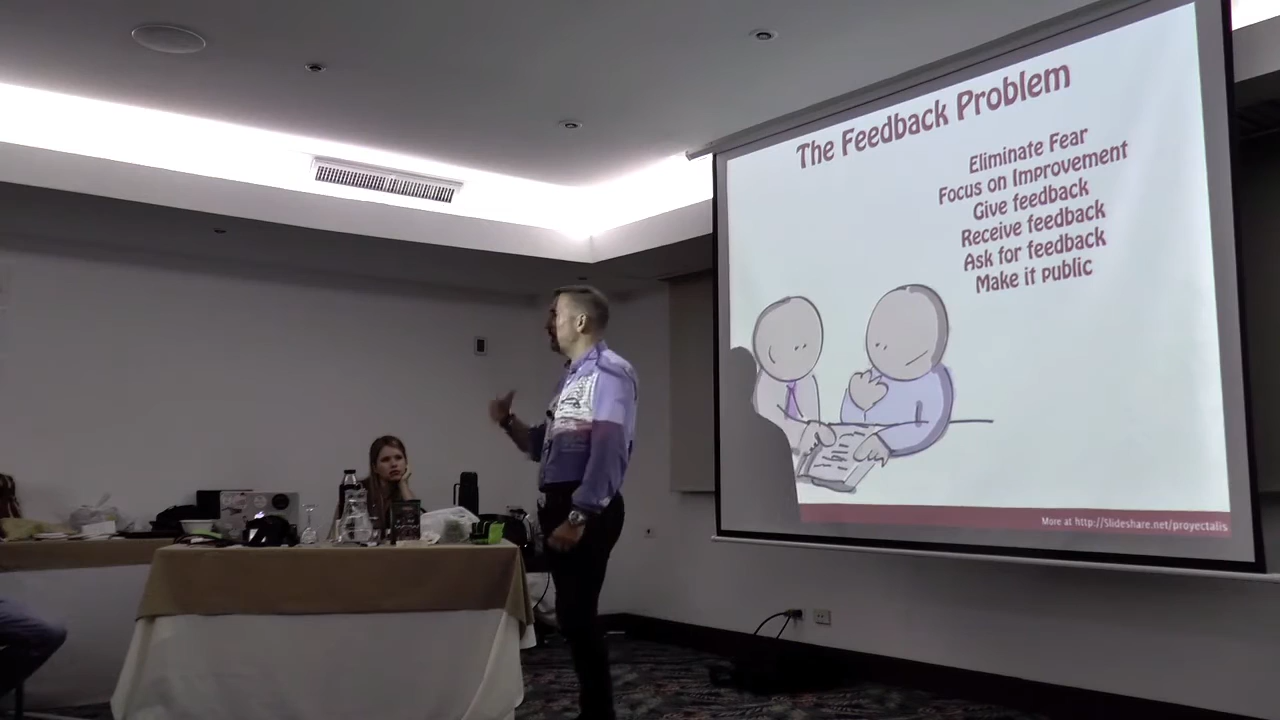 The Feedback Problem
Eliminate Fear
Focus on Improvement
Give feedback
Receive feedback
Ask for feedback
Make it public
More at http://Slideshare.net/proyectalis